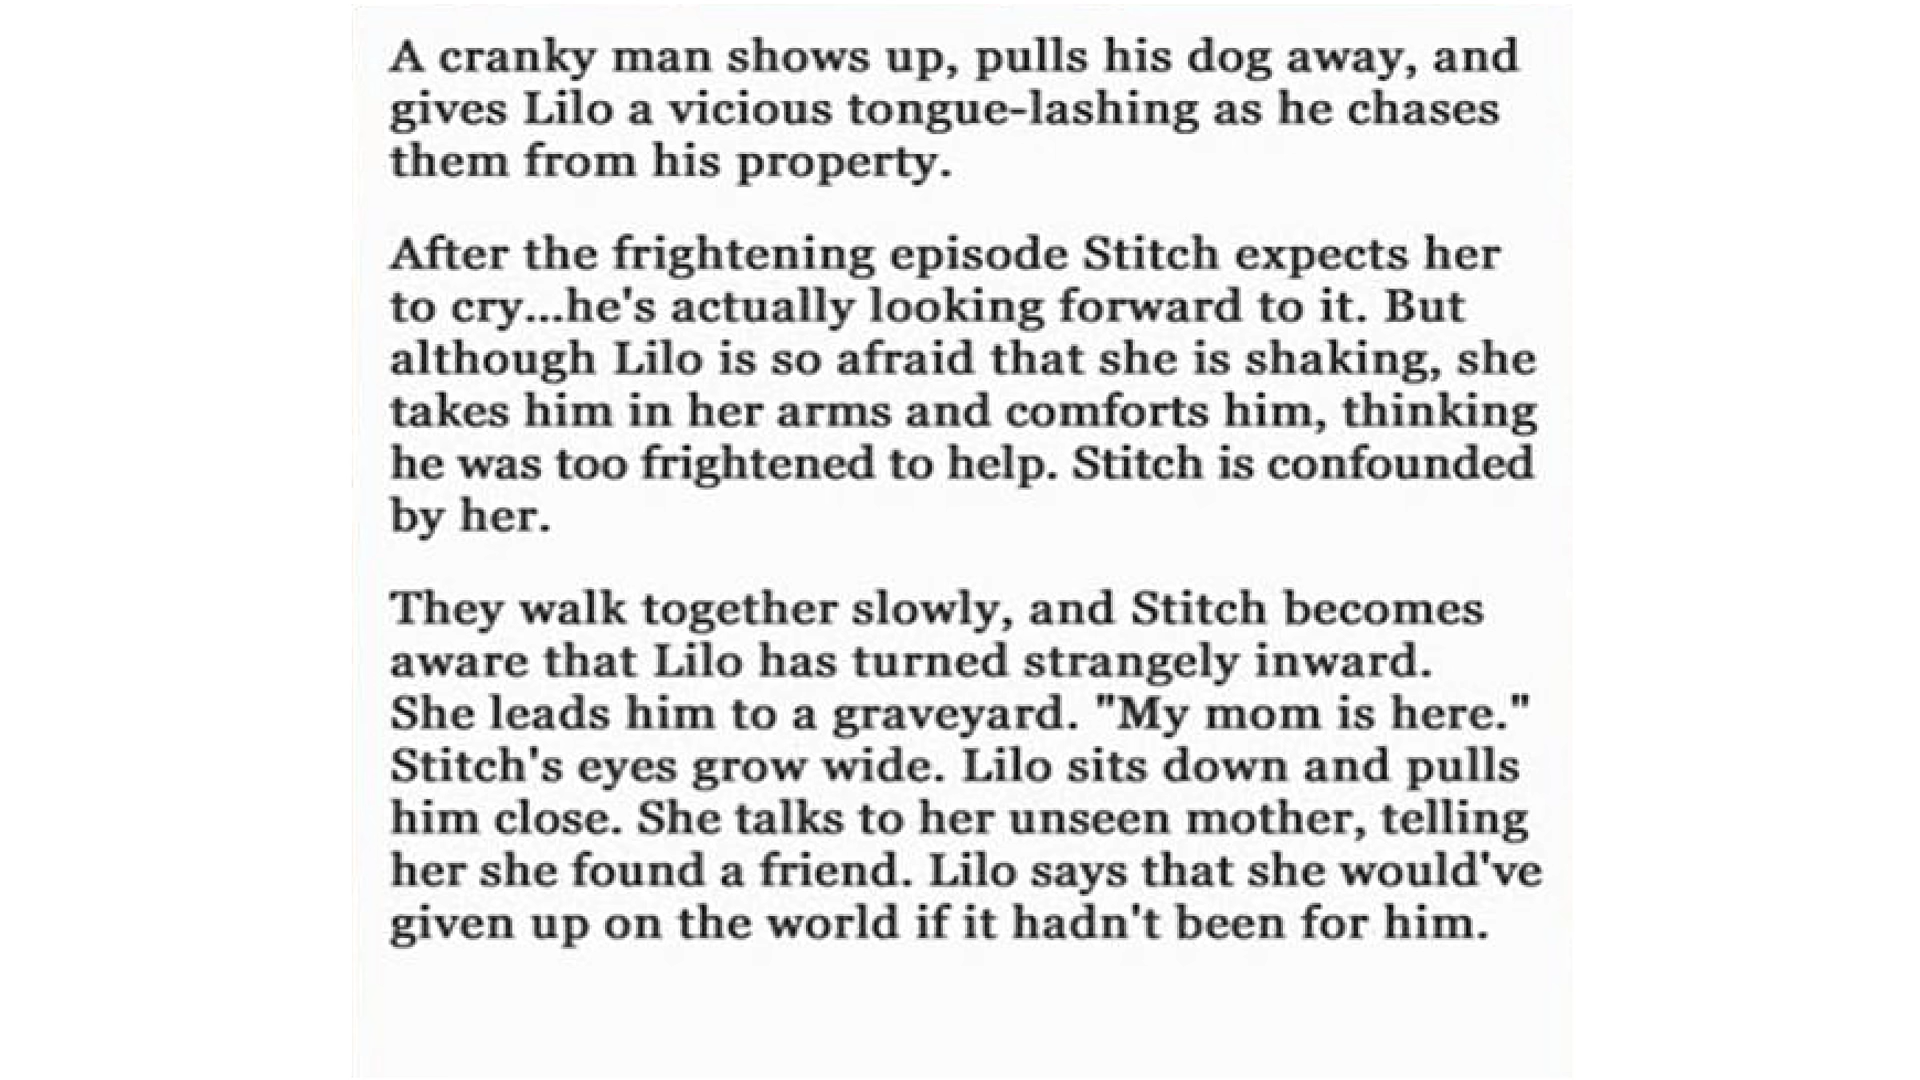 A cranky man shows up, pulls his dog away, and
gives Lilo a vicious tongue-lashing as he chases
them from his property.
After the frightening episode Stitch expects her
to cry...he's actually looking forward to it. But
although Lilo is so afraid that she is shaking, she
takes him in her arms and comforts him, thinking
he was too frightened to help. Stitch is confounded
by her.
They walk together slowly, and Stitch becomes
aware that Lilo has turned strangely inward.
She leads him to a graveyard. "My mom is here."
Stitch's eyes grow wide. Lilo sits down and pulls
him close. She talks to her unseen mother, telling
her she found a friend. Lilo says that she would've
given up on the world if it hadn't been for him.